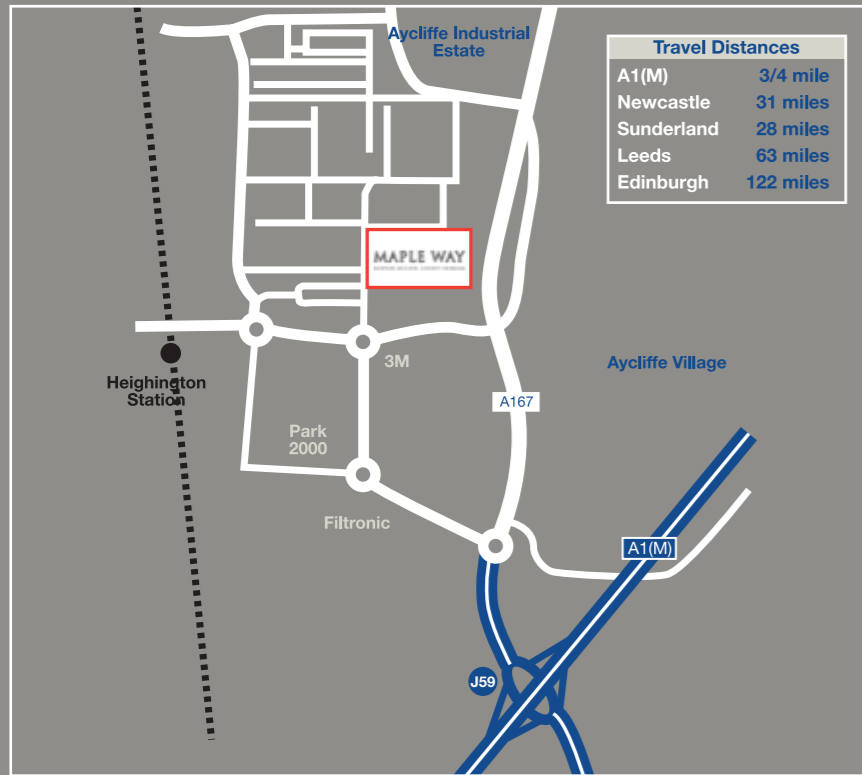 Aycliffe Industrial
Estate
Travel Distances
A1(M) 3/4 mile
Newcastle 31 miles
Sunderland 28 miles
Leeds 63 miles
Edinburgh 122 miles
MAPLE WAY
3M
Aycliffe Village
Heighington
Station
A167
Park
2000
Filtronic
A1(M)
J59